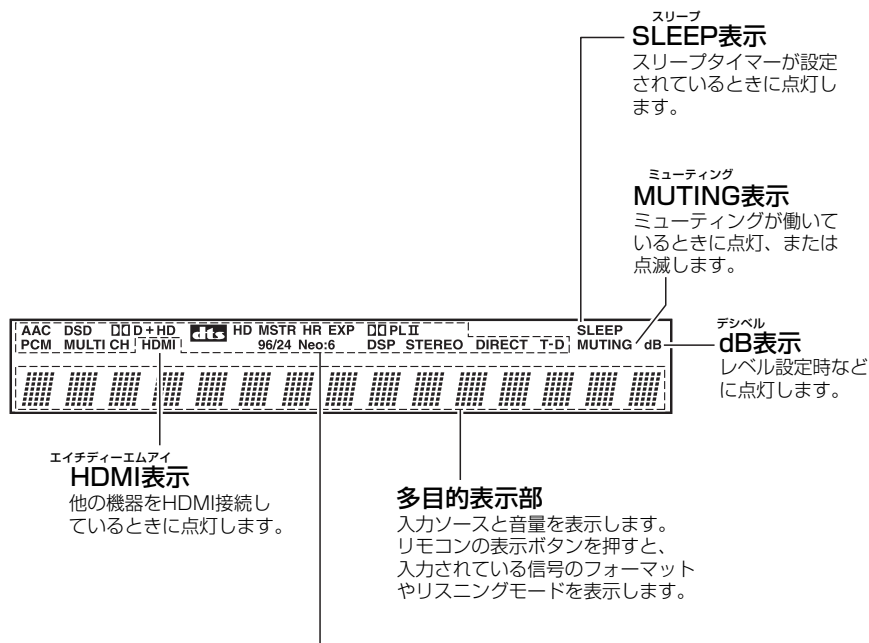 スリープ
SLEEP表示
スリープタイマーが設定
されているときに点灯し
ます。
ミューティング
MUTING表示
ミューティングが働いて
いるときに点灯、または
点滅します。
AAC DSD DD D+HD dts HD MSTR HR EXP DD PL II SLEEP
PCM MULTI CH HDMI 96/24 Neo:6 DSP STEREO DIRECT T-D MUTING dB
デシベル
dB表示
レベル設定時など
に点灯します。
エイチディーエムアイ
HDMI表示
他の機器をHDMI接続し
ているときに点灯します。
多目的表示部
入力ソースと音量を表示します。
リモコンの表示ボタンを押すと、
入力されている信号のフォーマット
やリスニングモードを表示します。